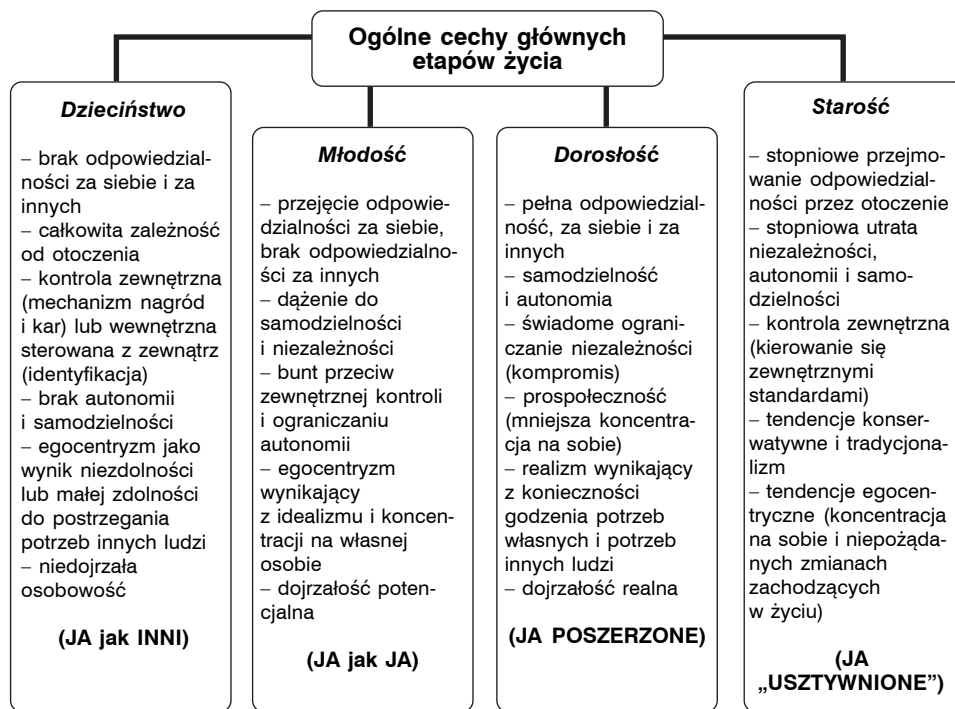 Ogólne cechy głównych
etapów życia
Dzieciństwo
– brak odpowiedzial-
ności za siebie i za
innych
– całkowita zależność
od otoczenia
– kontrola zewnętrzna
(mechanizm nagród
i kar) lub wewnętrzna
sterowana z zewnątrz
(identyfikacja)
– brak autonomii
i samodzielności
– egocentryzm jako
wynik niezdolności
lub małej zdolności
do postrzegania
potrzeb innych ludzi
– niedojrzała
osobowość
(JA jak INNI)
Młodość
– przejęcie odpowie-
dzialności za siebie,
brak odpowiedzialno-
ści za innych
– dążenie do
samodzielności
i niezależności
– bunt przeciw
zewnętrznej kontroli
i ograniczaniu
autonomii
– egocentryzm
wynikający
z idealizmu i koncen-
tracji na własnej
osobie
– dojrzałość poten-
cjalna
(JA jak JA)
Dorosłość
– pełna odpowiedzial-
ność, za siebie i za
innych
– samodzielność
i autonomia
– świadome ograni-
czanie niezależności
(kompromis)
– prospołeczność
(mniejsza koncentra-
cja na sobie)
– realizm wynikający
z konieczności
godzenia potrzeb
własnych i potrzeb
innych ludzi
– dojrzałość realna
(JA POSZERZONE)
Starość
– stopniowe przejmo-
wanie odpowiedzial-
ności przez otoczenie
– stopniowa utrata
niezależności,
autonomii i samo-
dzielności
– kontrola zewnętrzna
(kierowanie się
zewnętrznymi
standardami)
– tendencje konser-
watywne i tradycjona-
lizm
– tendencje egocen-
tryczne (koncentracja
na sobie i niepożąda-
nych zmianach
zachodzących
w życiu)
(JA
„USZTYWNIONE”)